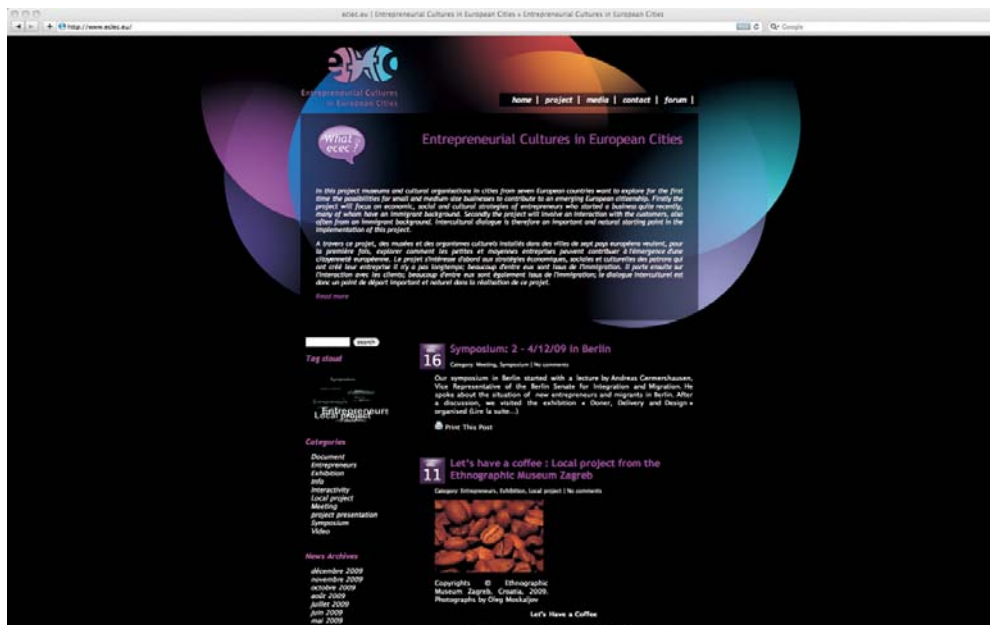 eciec.eu | Entrepreneurial Cultures in European Cities » Entrepreneurial Cultures in European Cities
http://www.eciec.eu/
Google
Entrepreneurial Cultures
in European Cities
home | project | media | contact | forum |
What
ecec ?
Entrepreneurial Cultures in European Cities
In this project museums and cultural organisations in cities from seven European countries want to explore for the first
time the possibilities for small and medium size businesses to contribute to an emerging European citizenship. Firstly the
project will focus on economic, social and cultural strategies of entrepreneurs who started a business quite recently,
many of whom have an immigrant background. Secondly the project will involve an interaction with the customers, also
often from an immigrant background. Intercultural dialogue is therefore an important and natural starting point in the
implementation of this project.
A travers ce projet, des musées et des organismes culturels installés dans des villes de sept pays européens veulent, pour
la première fois, explorer comment les petites et moyennes entreprises peuvent contribuer à l'émergence d'une
citoyenneté européenne. Le projet s'intéresse d'abord aux stratégies économiques, sociales et culturelles des patrons qui
ont créé leur entreprise il n'y a pas longtemps; beaucoup d'entre eux sont issus de l'immigration. Il porte ensuite sur
l'interaction avec les clients; beaucoup d'entre eux sont également issus de l'immigration; le dialogue interculturel est
donc un point de départ important et naturel dans la réalisation de ce projet.
Read more
search
Tag cloud
Symposium
Entrepreneurs
Local project
Categories
Document
Entrepreneurs
Exhibition
Info
Interactivity
Local project
Meeting
project presentation
Symposium
Video
News Archives
décembre 2009
novembre 2009
octobre 2009
août 2009
juillet 2009
juin 2009
mai 2009
16
Symposium: 2 - 4/12/09 in Berlin
Category: Meeting, Symposium | No comments
Our symposium in Berlin started with a lecture by Andreas Germershausen,
Vice Representative of the Berlin Senate for Integration and Migration. He
spoke about the situation of new entrepreneurs and migrants in Berlin. After
a discussion, we visited the exhibition « Doner, Delivery and Design »
organised (Lire la suite...)
Print This Post
11
Let's have a coffee : Local project from the
Ethnographic Museum Zagreb
Category: Entrepreneurs, Exhibition, Local project | No comments
Copyrights © Ethnographic
Museum Zagreb, Croatia, 2009.
Photographs by Oleg Moskaljov
Let's Have a Coffee